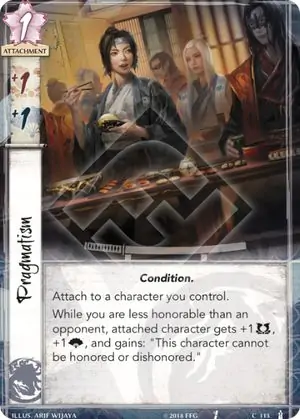 1
ATTACHMENT
+1
+1
Pragmatism
Condition.
Attach to a character you control.
While you are less honorable than an
opponent, attached character gets +1
+1, and gains: "This character cannot
be honored or dishonored."
ILLUS. ARIF WIJAYA
©2018 FFG